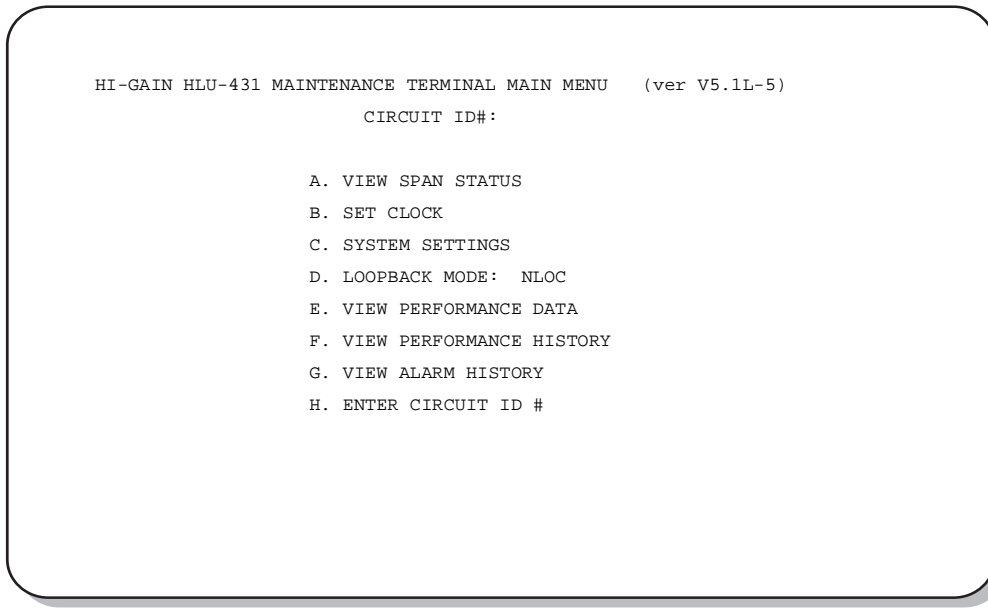 HI-GAIN HLU-431 MAINTENANCE TERMINAL MAIN MENU (ver V5.1L-5)
CIRCUIT ID#:
A. VIEW SPAN STATUS
B. SET CLOCK
C. SYSTEM SETTINGS
D. LOOPBACK MODE: NLOC
E. VIEW PERFORMANCE DATA
F. VIEW PERFORMANCE HISTORY
G. VIEW ALARM HISTORY
H. ENTER CIRCUIT ID #